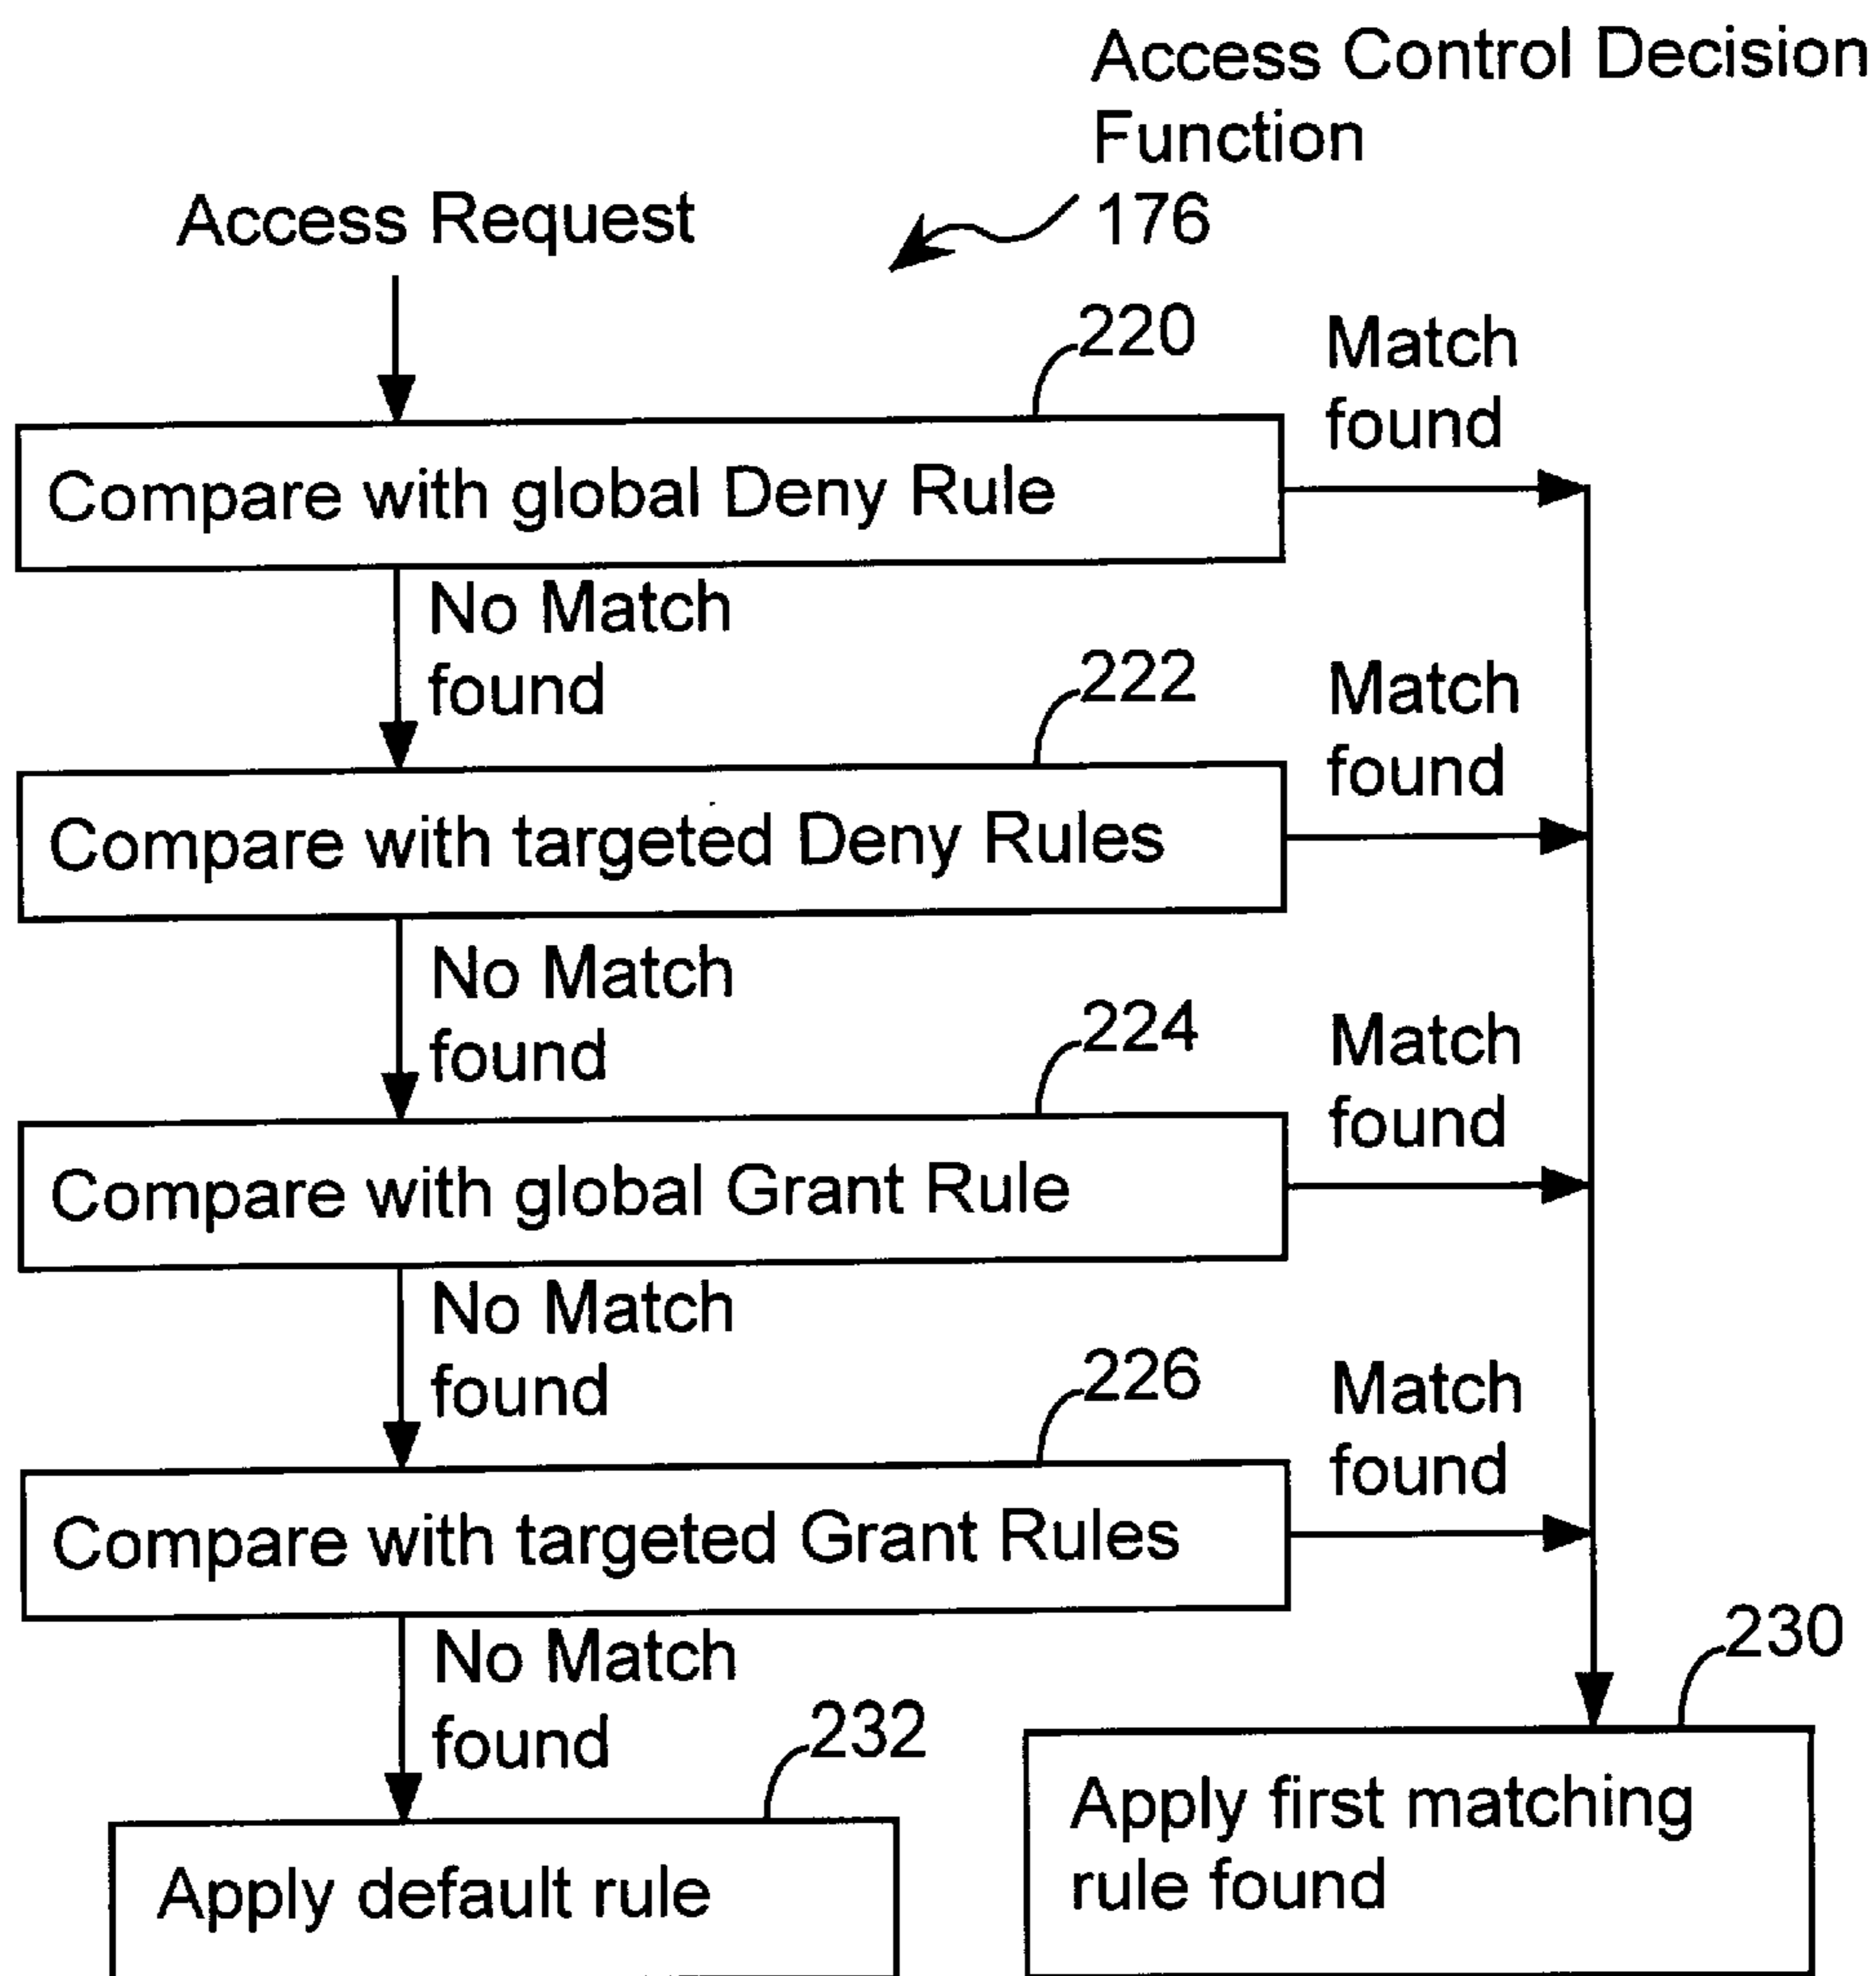 Access Control Decision
Function
176
Access Request
220
Match
found
Compare with global Deny Rule
No Match
found
222
Match
found
Compare with targeted Deny Rules
No Match
found
224
Match
found
Compare with global Grant Rule
No Match
found
226
Match
found
Compare with targeted Grant Rules
No Match
found
230
232
Apply first matching
rule found
Apply default rule